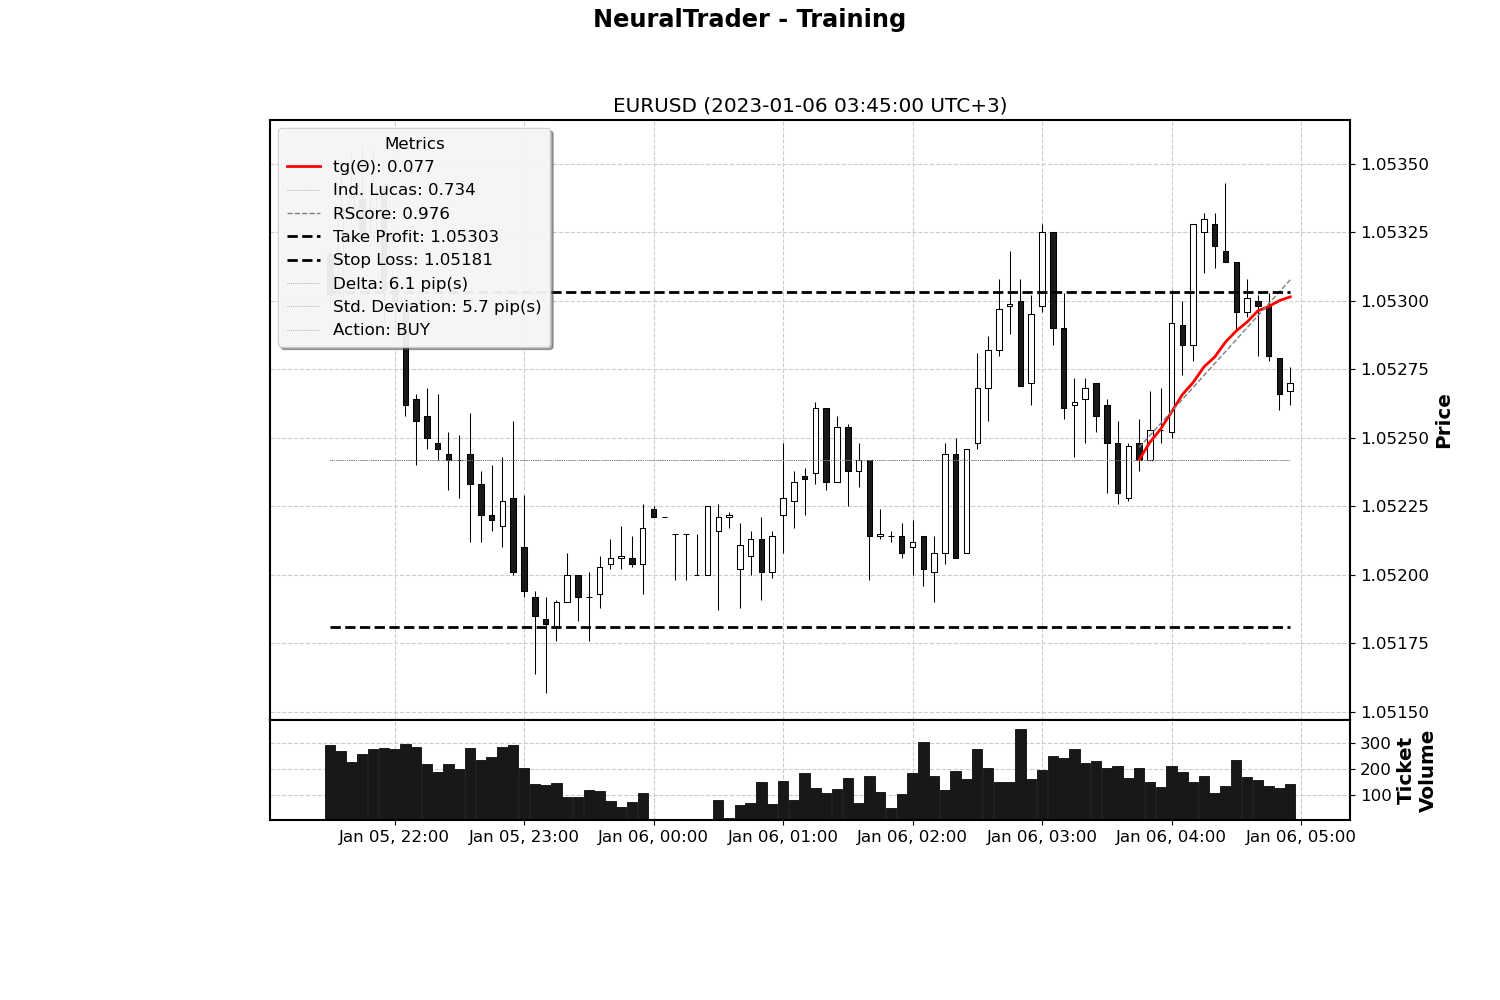 NeuralTrader - Training
EURUSD (2023-01-06 03:45:00 UTC+3)
Metrics
tg(Θ): 0.077
Ind. Lucas: 0.734
RScore: 0.976
Take Profit: 1.05303
Stop Loss: 1.05181
Delta: 6.1 pip(s)
Std. Deviation: 5.7 pip(s)
Action: BUY
1.05350
1.05325
1.05300
1.05275
1.05250
1.05225
1.05200
1.05175
1.05150
Price
300
200
100
Ticket
Volume
Jan 05, 22:00
Jan 05, 23:00
Jan 06, 00:00
Jan 06, 01:00
Jan 06, 02:00
Jan 06, 03:00
Jan 06, 04:00
Jan 06, 05:00